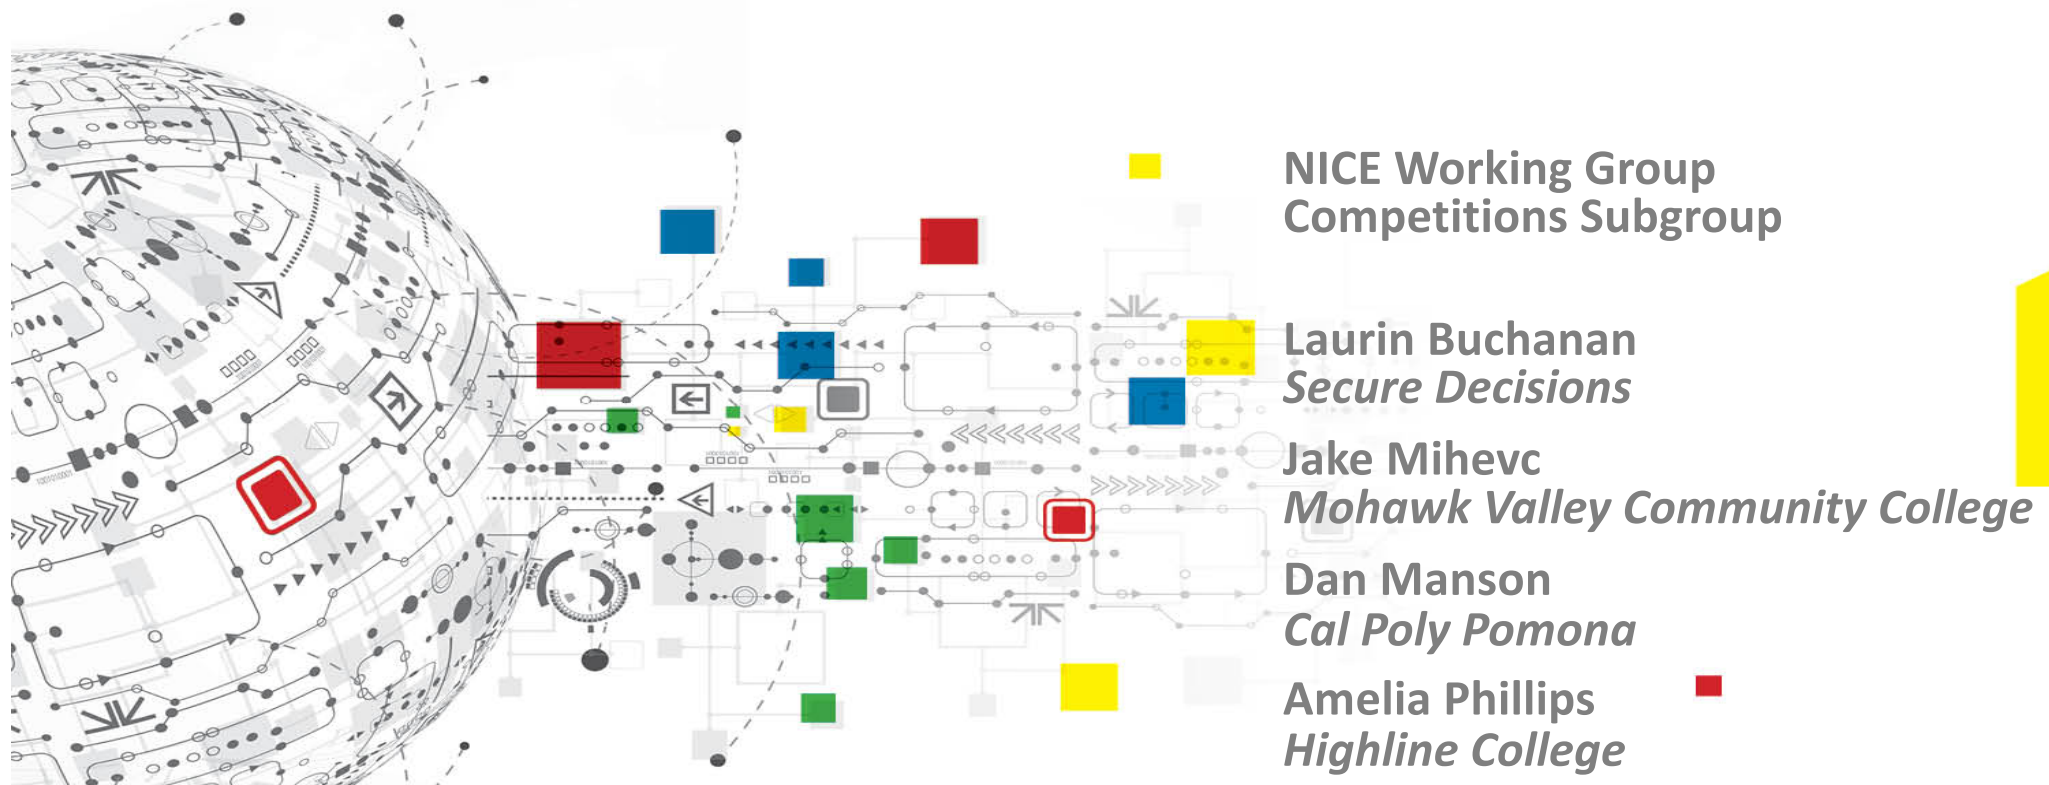 NICE Working Group
Competitions Subgroup
Laurin Buchanan
Secure Decisions
Jake Mihevc
Mohawk Valley Community College
Dan Manson
Cal Poly Pomona
Amelia Phillips
Highline College